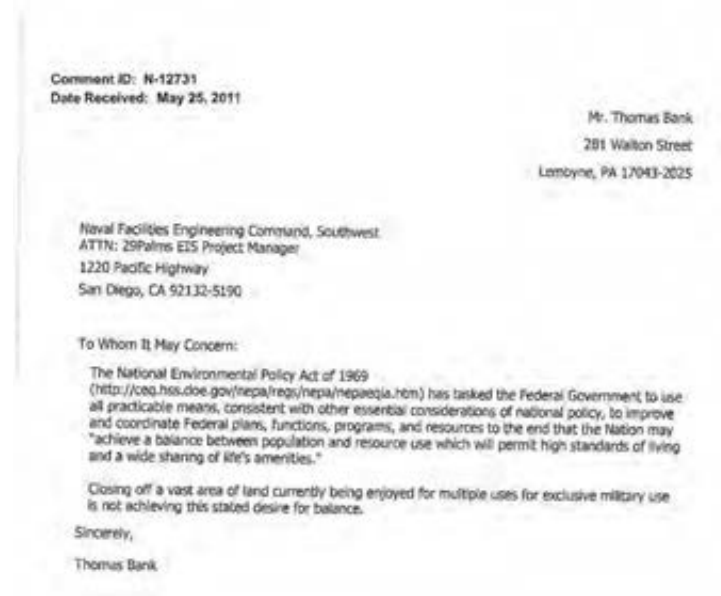 Comment ID: N-12731
Date Received: May 25, 2011
Mr. Thomas Bank
281 Walton Street
Lemoyne, PA 17043-2025
Naval Facilities Engineering Command, Southwest
ATTN: 29Palms EIS Project Manager
1220 Pacific Highway
San Diego, CA 92132-5190
To Whom It May Concern:
The National Environmental Policy Act of 1969
(http://ceq.hss.doe.gov/nepa/regs/nepa/nepaeqia.htm) has tasked the Federal Government to use
all practicable means, consistent with other essential considerations of national policy, to improve
and coordinate Federal plans, functions, programs, and resources to the end that the Nation may
"achieve a balance between population and resource use which will permit high standards of living
and a wide sharing of life's amenities."
Closing off a vast area of land currently being enjoyed for multiple uses for exclusive military use
is not achieving this stated desire for balance.
Sincerely,
Thomas Bank